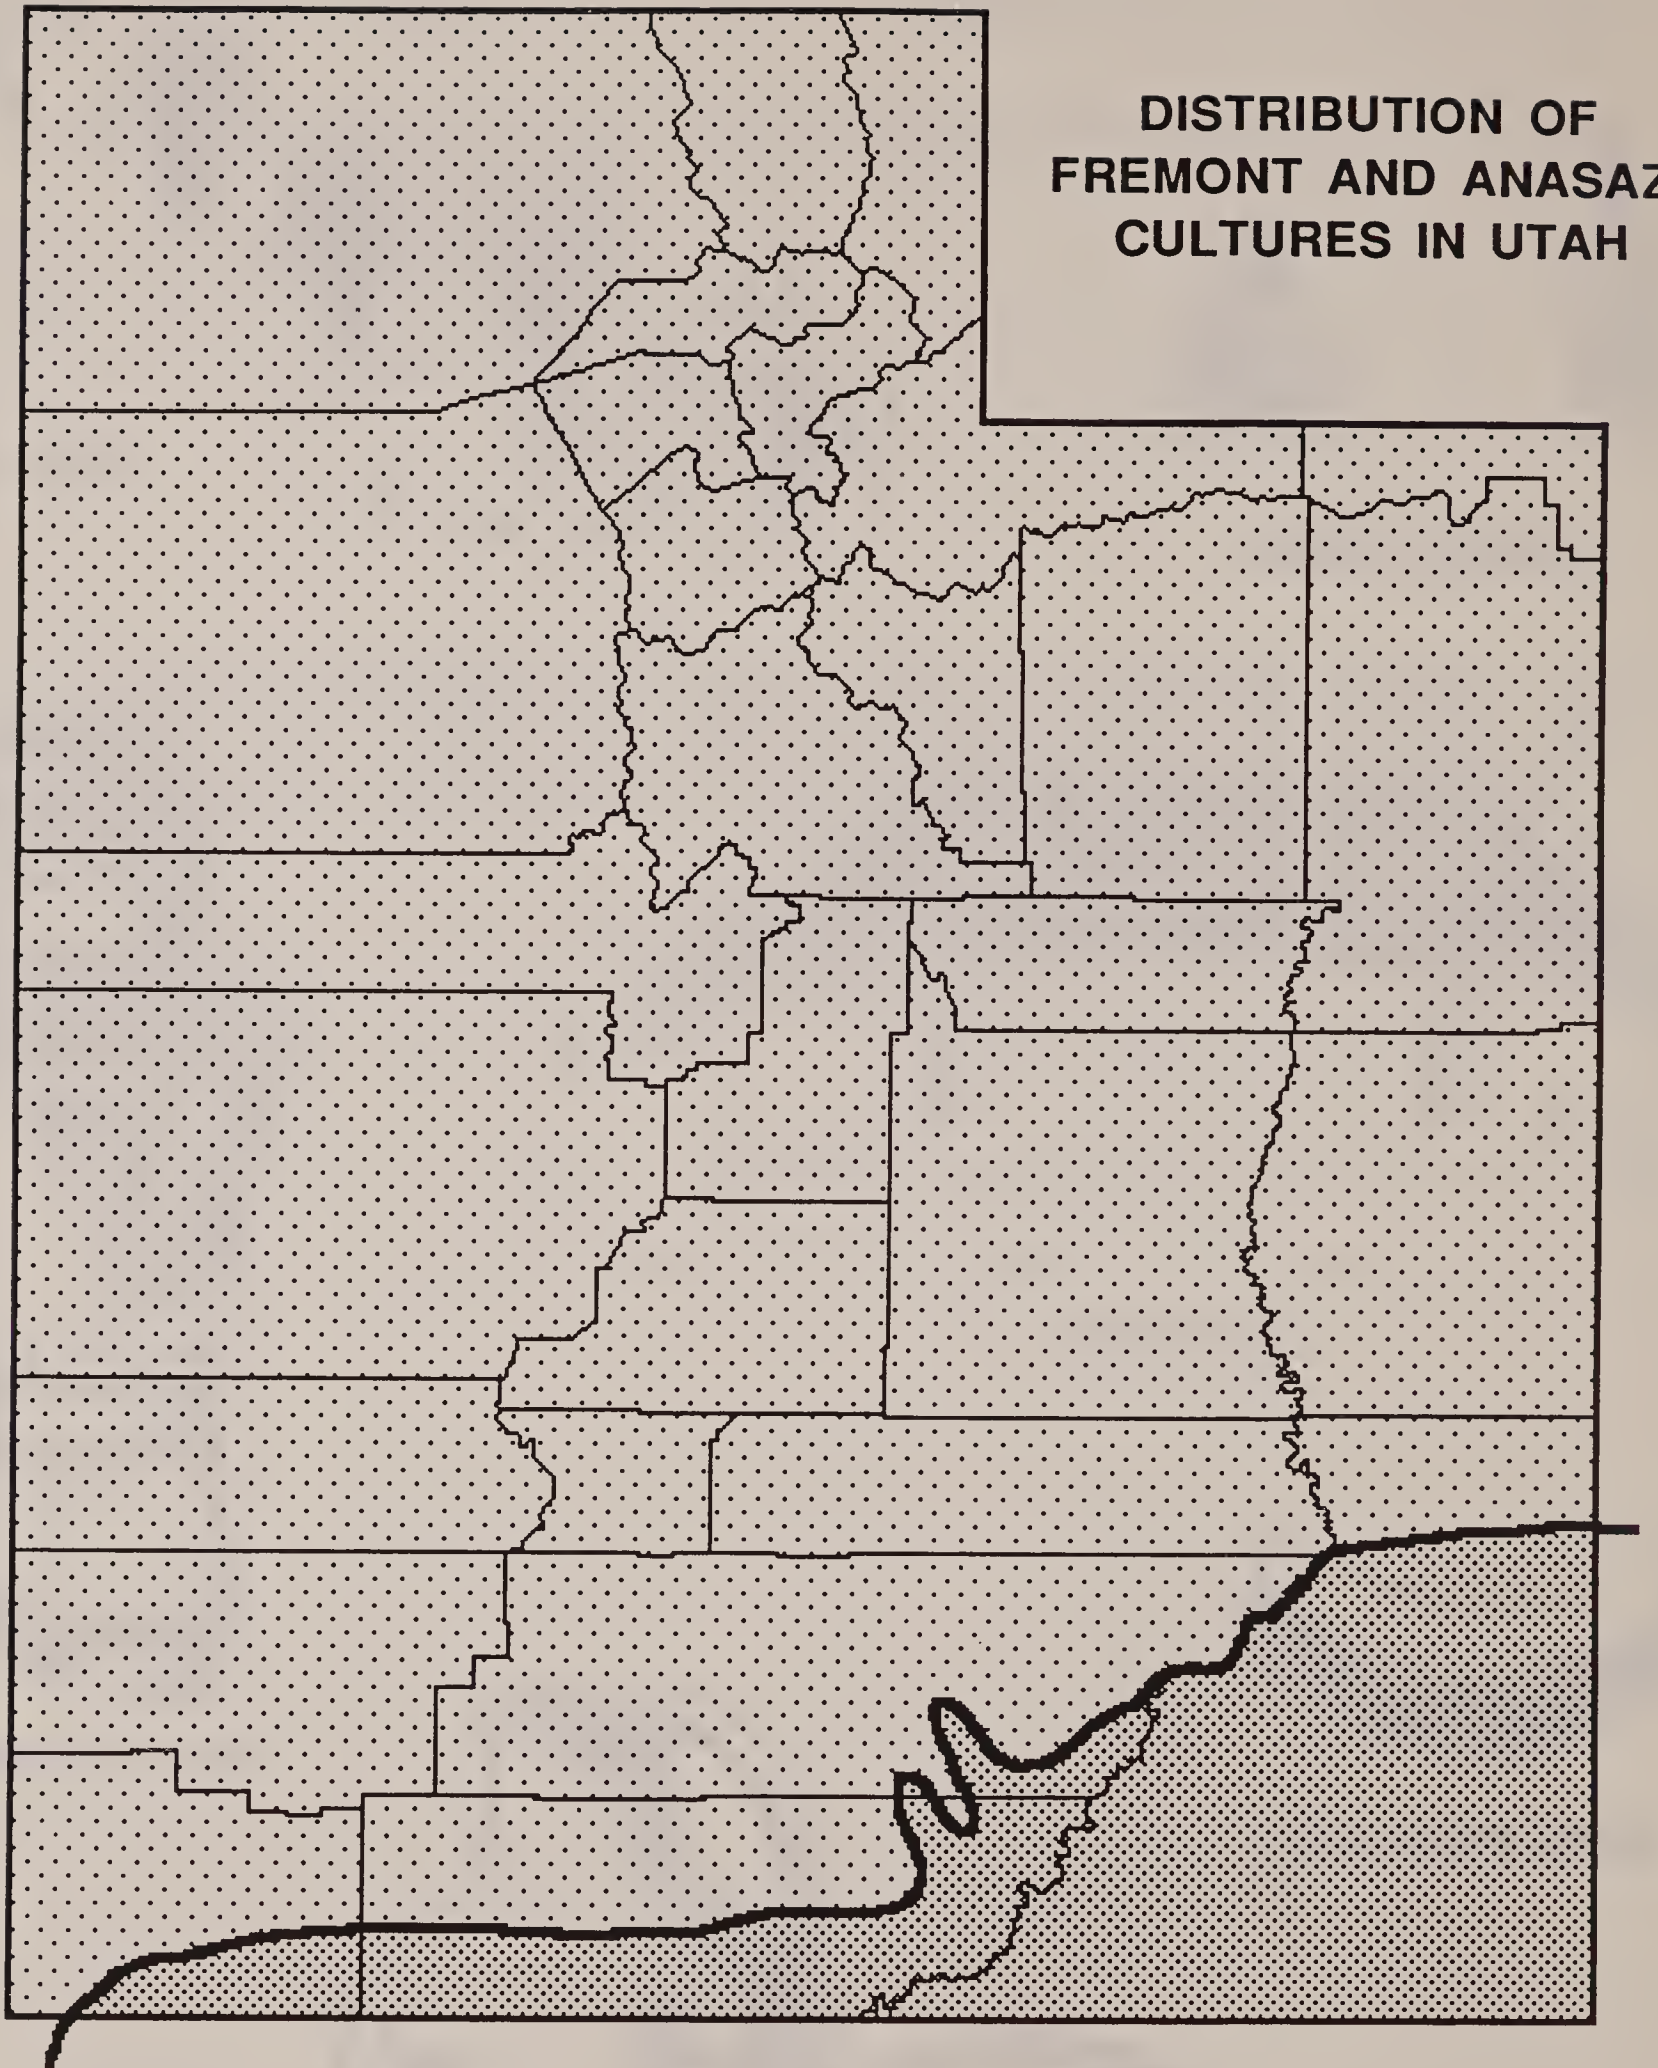 DISTRIBUTION OF
FREMONT AND ANASAZ
CULTURES IN UTAH